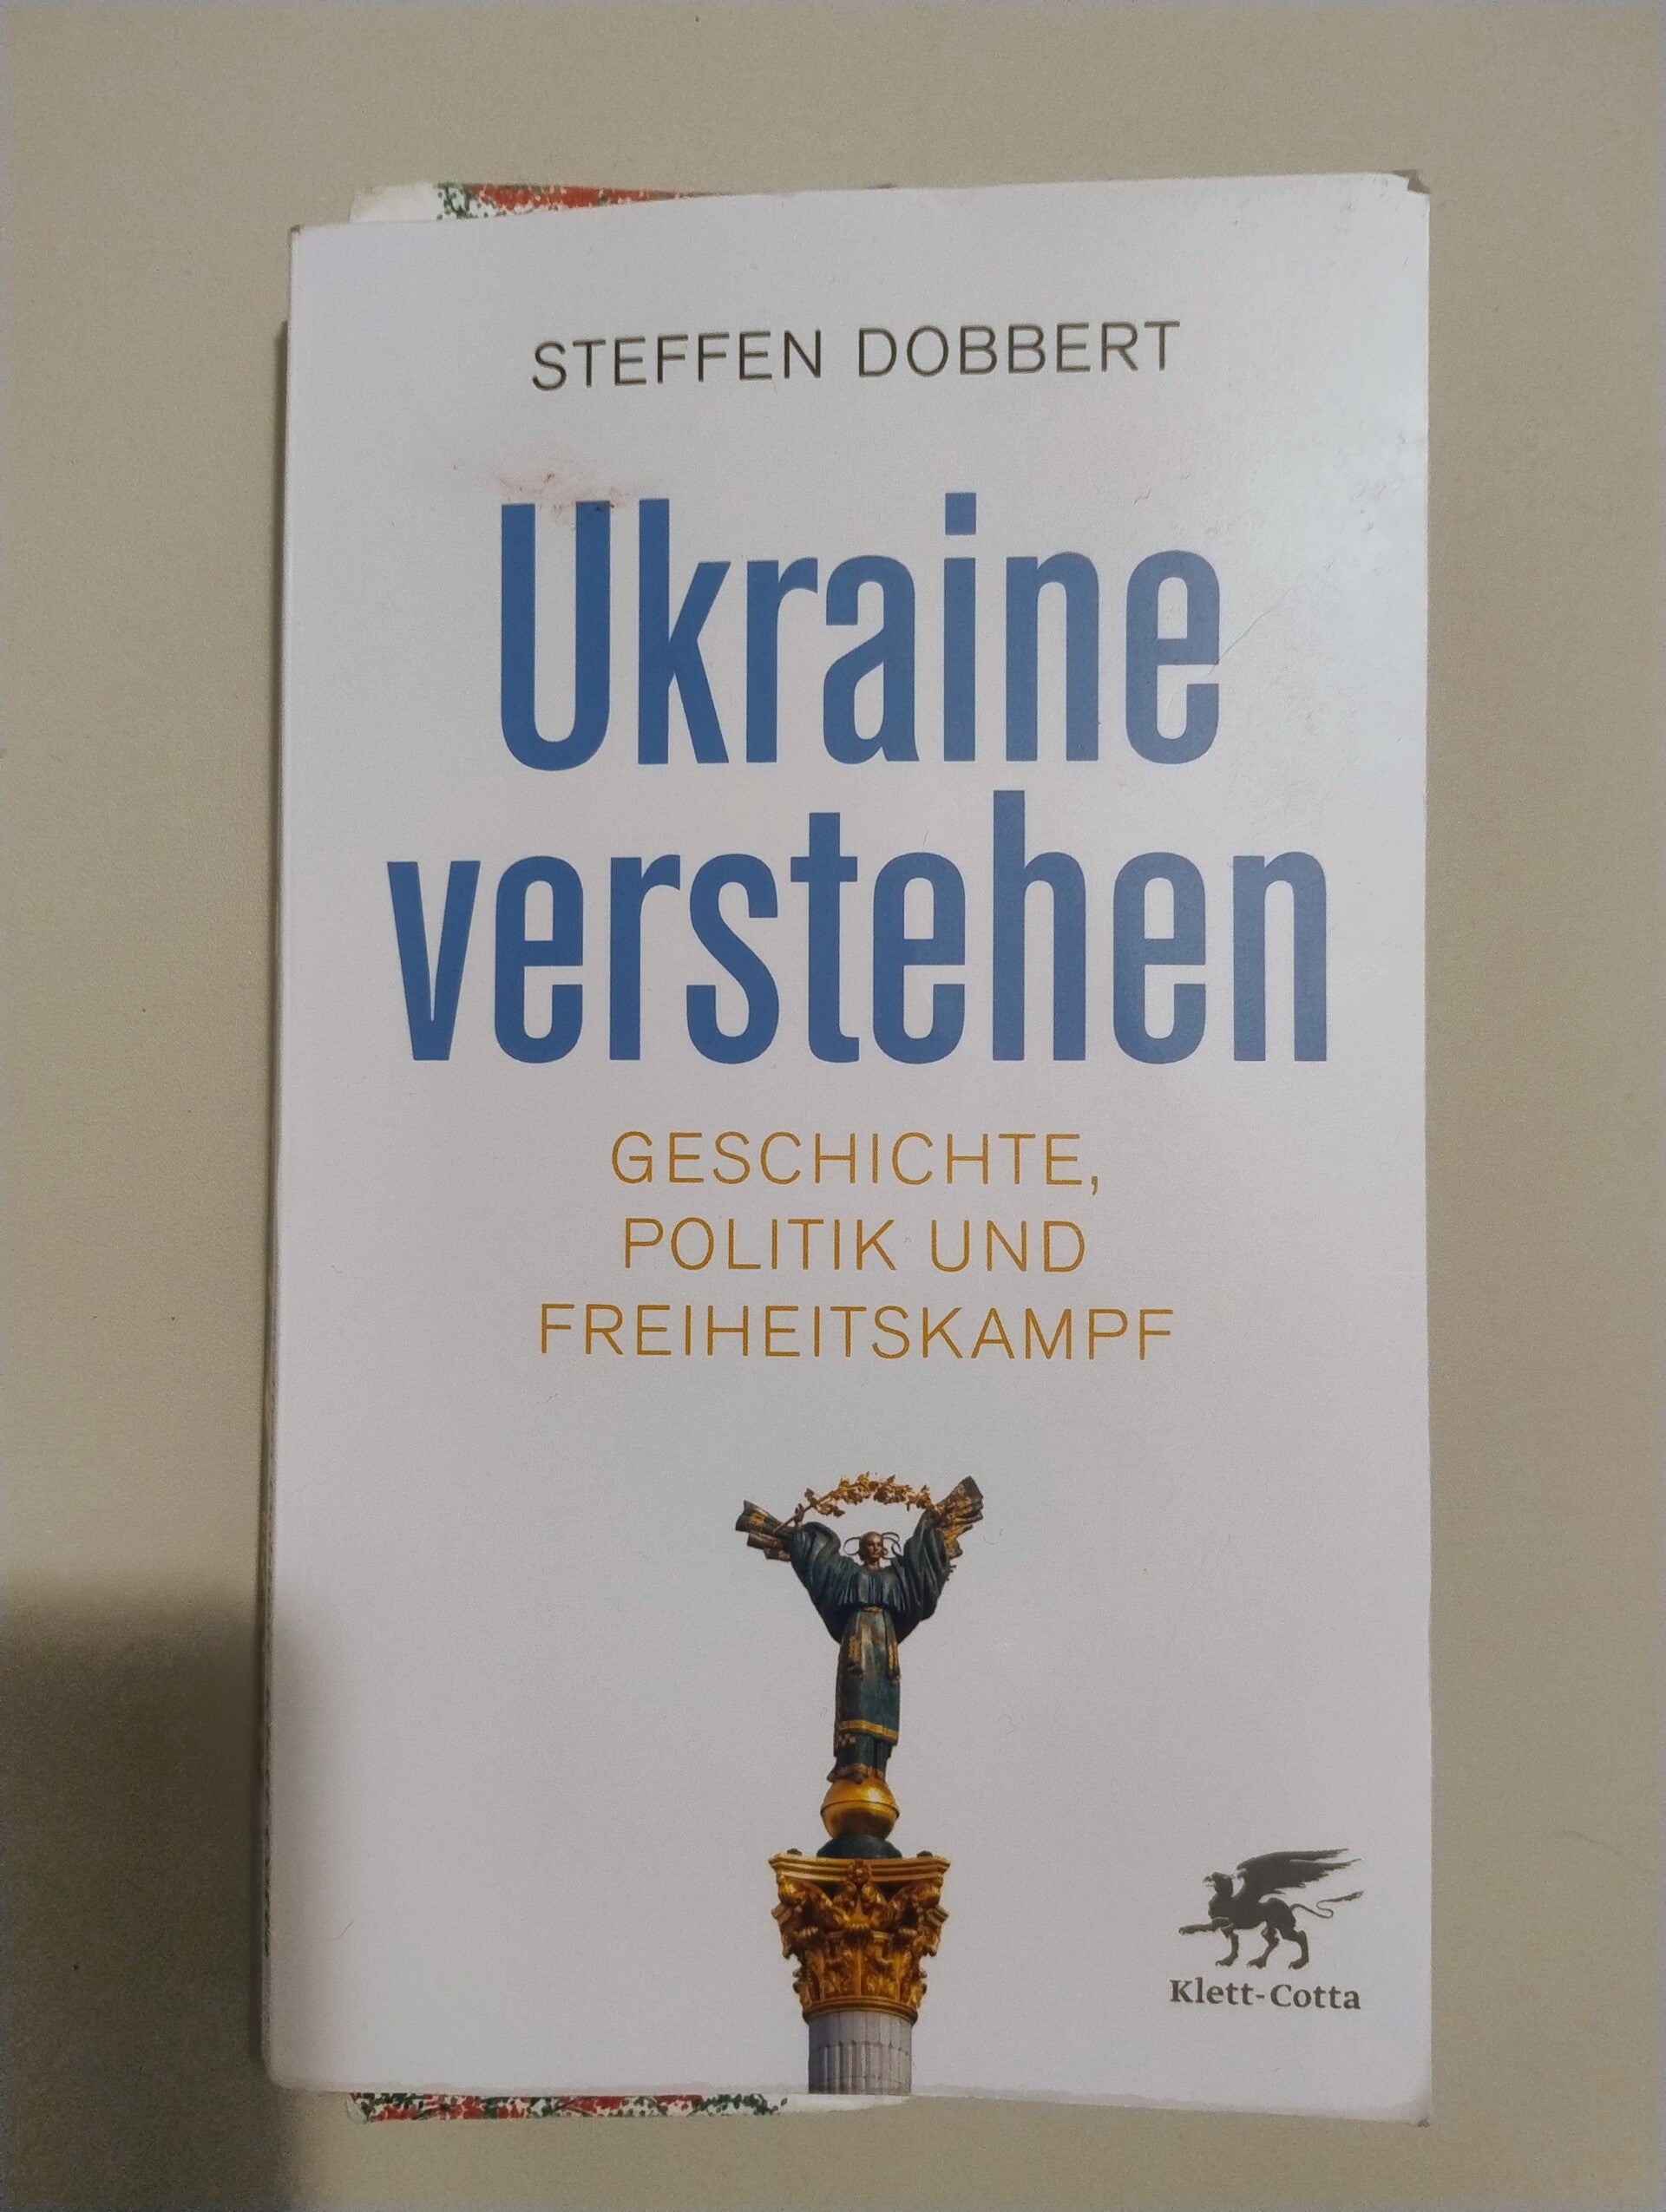 STEFFEN DOBBERT
Ukraine
verstehen
GESCHICHTE,
POLITIK UND
FREIHEITSKAMPF
Klett-Cotta